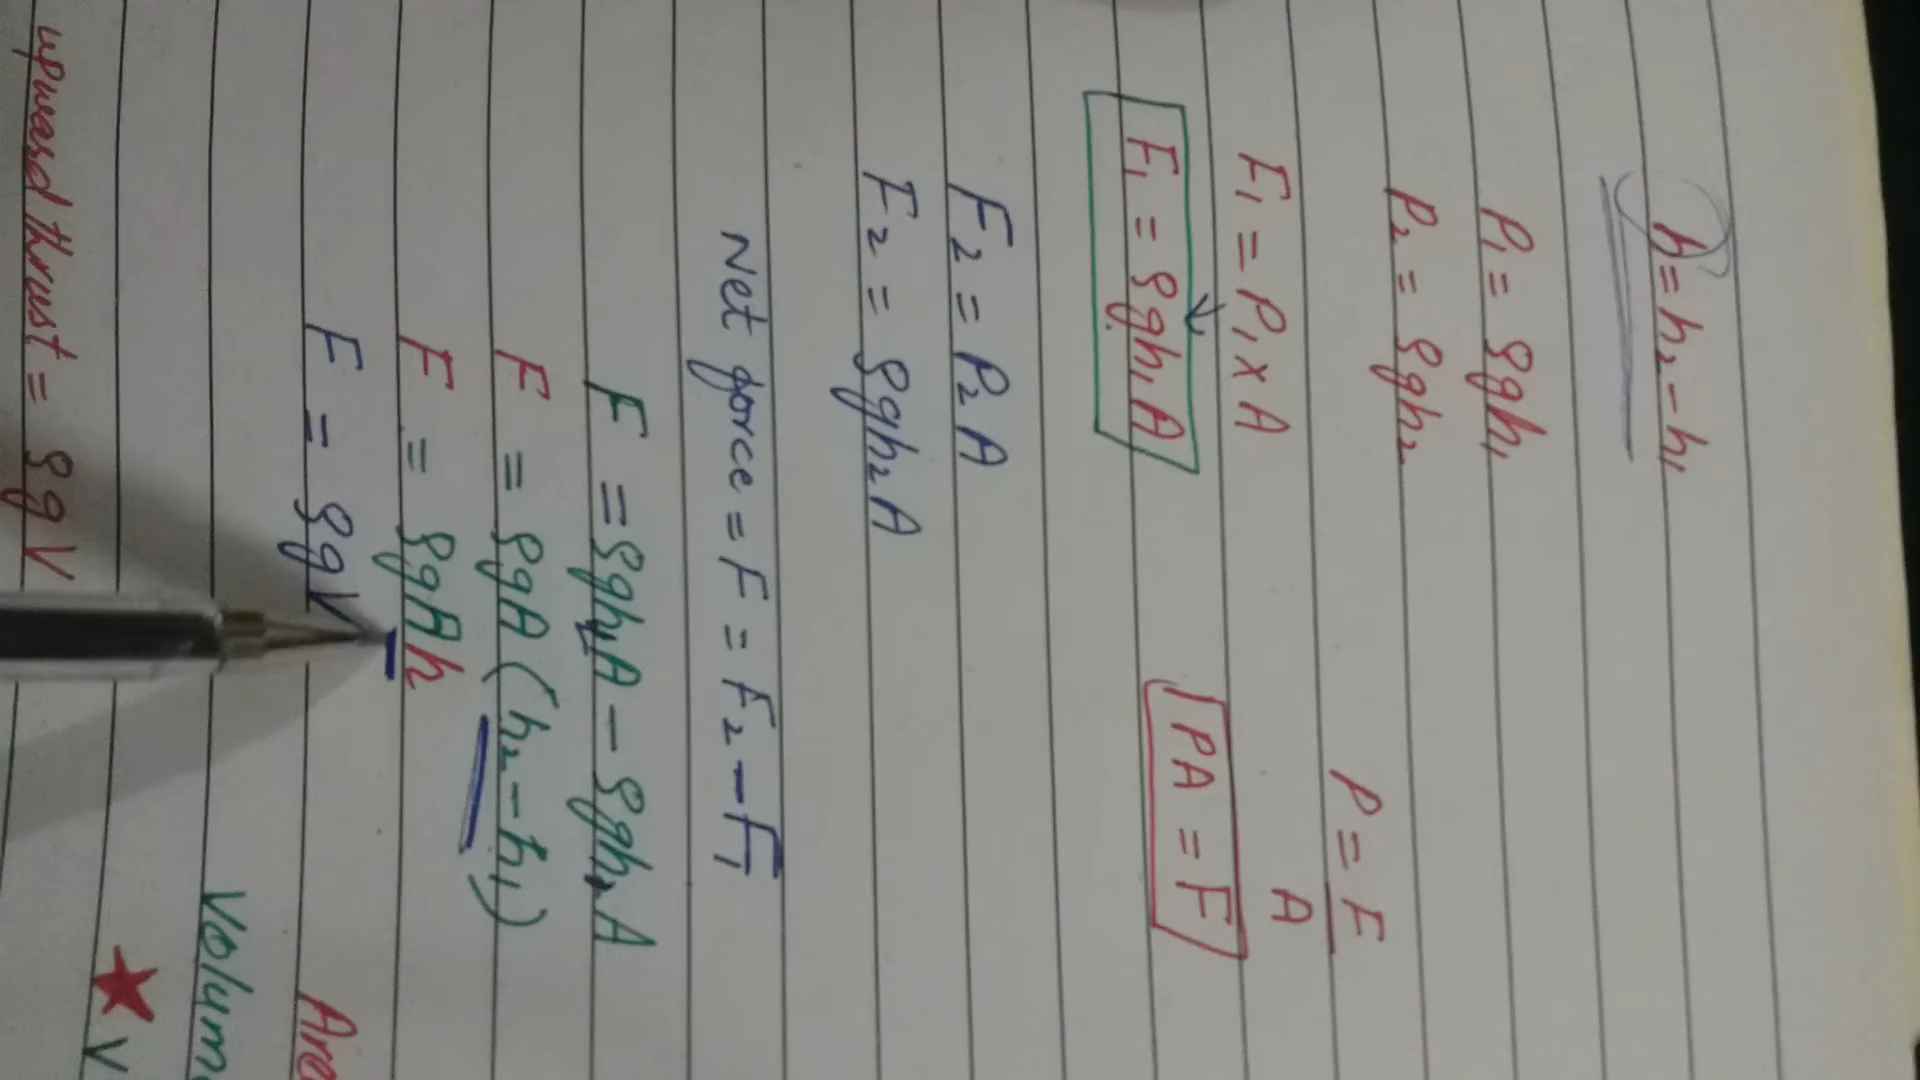 h = h₂ - h₁
P₁ = ρgh₁
P₂ = ρgh₂
P = F
A
F₁ = P₁ x A
F₁ = ρgh₁A
PA = F
F₂ = P₂A
F₂ = ρgh₂A
Net force = F = F₂ - F₁
F = ρgh₂A - ρgh₁A
F = ρgA (h₂ - h₁)
F = ρgAh
F = ρgV
Volum
★ V
upward thrust = ρgV